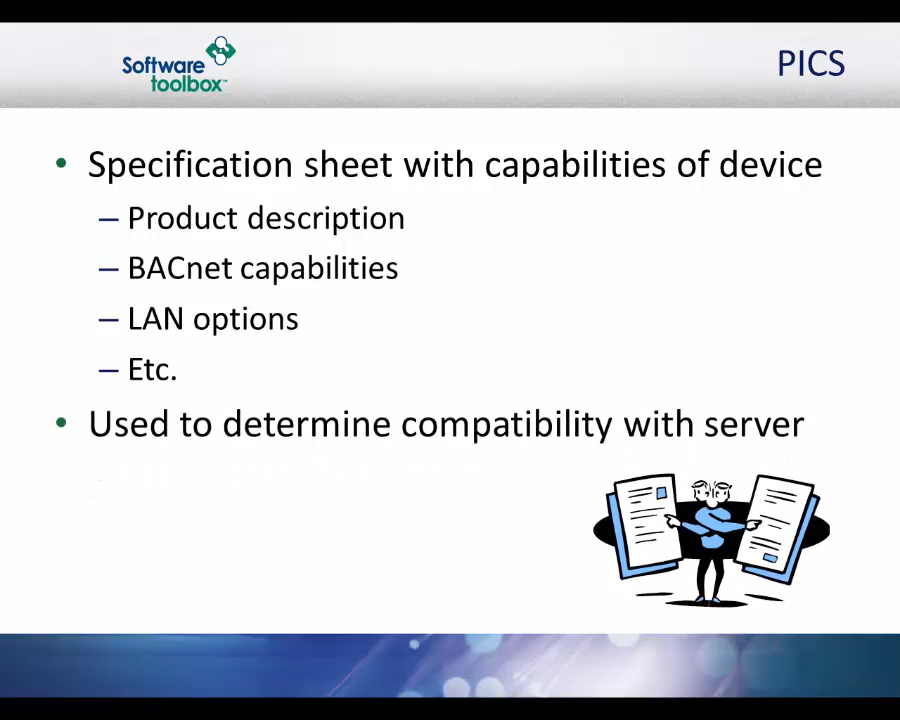 Software
toolbox™
PICS
• Specification sheet with capabilities of device
– Product description
– BACnet capabilities
– LAN options
– Etc.
• Used to determine compatibility with server